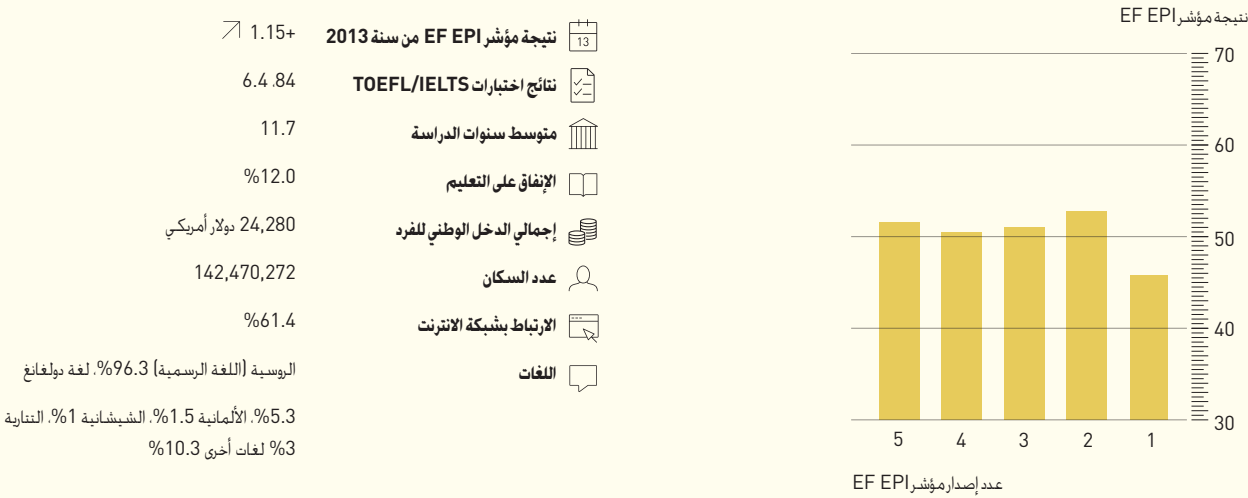 نتيجة مؤشر EF EPI
70
60
50
40
30
1 2 3 4 5
عدد إصدار مؤشر EF EPI
13
نتيجة مؤشر EF EPI من سنة 2013 +1.15
نتائج اختبارات TOEFL/IELTS 84، 6.4
متوسط سنوات الدراسة 11.7
الإنفاق على التعليم 12.0%
إجمالي الدخل الوطني للفرد 24,280 دولار أمريكي
عدد السكان 142,470,272
الارتباط بشبكة الانترنت 61.4%
اللغات الروسية (اللغة الرسمية) 96.3%، لغة دولغانغ
5.3%، الألمانية 1.5%، الشيشانية 1%، التتارية
3% لغات أخرى 10.3%